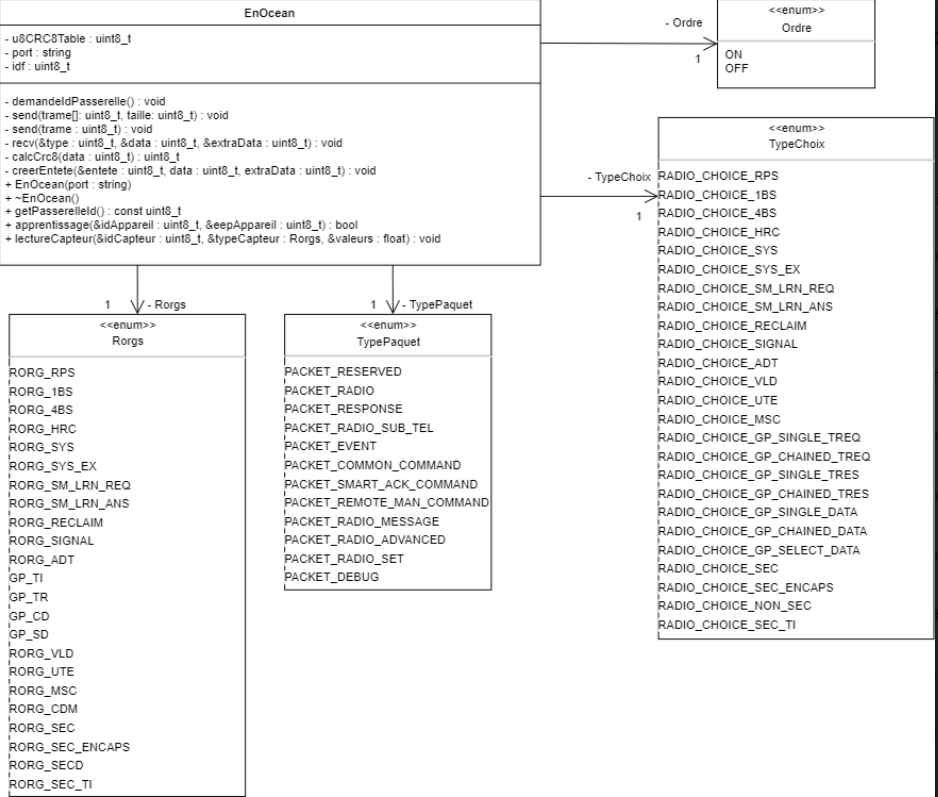 EnOcean
- u8CRC8Table : uint8_t
- port : string
- idf : uint8_t
- demandeIdPasserelle() : void
- send(trame[]: uint8_t, taille: uint8_t) : void
- send(trame : uint8_t) : void
- recv(&type : uint8_t, &data : uint8_t, &extraData : uint8_t) : void
- calcCrc8(data : uint8_t) : uint8_t
- creerEntete(&entete : uint8_t, data : uint8_t, extraData : uint8_t) : void
+ EnOcean(port : string)
+ ~EnOcean()
+ getPasserelleId() : const uint8_t
+ apprentissage(&idAppareil : uint8_t, &eepAppareil : uint8_t) : bool
+ lectureCapteur(&idCapteur : uint8_t, &typeCapteur : Rorgs, &valeurs : float) : void
- Ordre
1
<<enum>>
Ordre
ON
OFF
- TypeChoix
1
<<enum>>
TypeChoix
RADIO_CHOICE_RPS
RADIO_CHOICE_1BS
RADIO_CHOICE_4BS
RADIO_CHOICE_HRC
RADIO_CHOICE_SYS
RADIO_CHOICE_SYS_EX
RADIO_CHOICE_SM_LRN_REQ
RADIO_CHOICE_SM_LRN_ANS
RADIO_CHOICE_RECLAIM
RADIO_CHOICE_SIGNAL
RADIO_CHOICE_ADT
RADIO_CHOICE_VLD
RADIO_CHOICE_UTE
RADIO_CHOICE_MSC
RADIO_CHOICE_GP_SINGLE_TREQ
RADIO_CHOICE_GP_CHAINED_TREQ
RADIO_CHOICE_GP_SINGLE_TRES
RADIO_CHOICE_GP_CHAINED_TRES
RADIO_CHOICE_GP_SINGLE_DATA
RADIO_CHOICE_GP_CHAINED_DATA
RADIO_CHOICE_GP_SELECT_DATA
RADIO_CHOICE_SEC
RADIO_CHOICE_SEC_ENCAPS
RADIO_CHOICE_NON_SEC
RADIO_CHOICE_SEC_TI
1
- Rorgs
<<enum>>
Rorgs
RORG_RPS
RORG_1BS
RORG_4BS
RORG_HRC
RORG_SYS
RORG_SYS_EX
RORG_SM_LRN_REQ
RORG_SM_LRN_ANS
RORG_RECLAIM
RORG_SIGNAL
RORG_ADT
GP_TI
GP_TR
GP_CD
GP_SD
RORG_VLD
RORG_UTE
RORG_MSC
RORG_CDM
RORG_SEC
RORG_SEC_ENCAPS
RORG_SECD
RORG_SEC_TI
1
- TypePaquet
<<enum>>
TypePaquet
PACKET_RESERVED
PACKET_RADIO
PACKET_RESPONSE
PACKET_RADIO_SUB_TEL
PACKET_EVENT
PACKET_COMMON_COMMAND
PACKET_SMART_ACK_COMMAND
PACKET_REMOTE_MAN_COMMAND
PACKET_RADIO_MESSAGE
PACKET_RADIO_ADVANCED
PACKET_RADIO_SET
PACKET_DEBUG